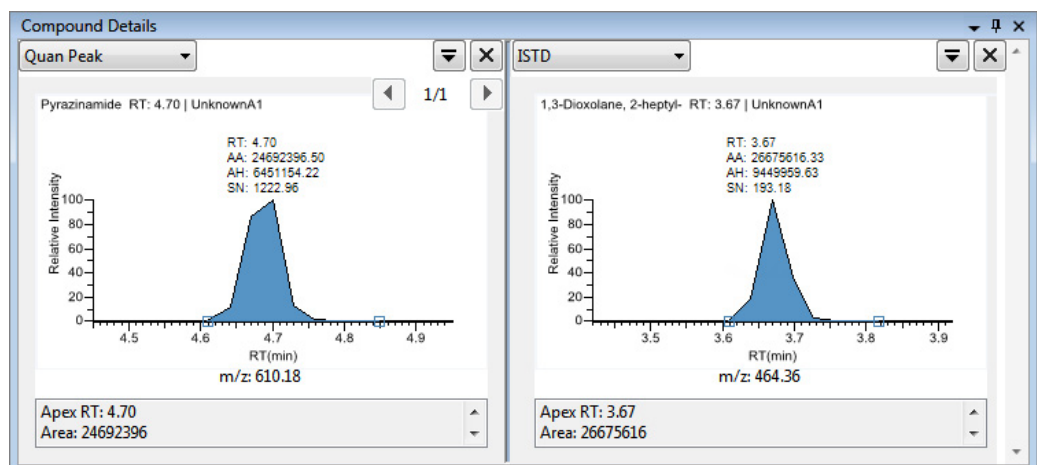 Compound Details
Quan Peak
1/1
Pyrazinamide RT: 4.70 | UnknownA1
RT: 4.70
AA: 24692396.50
AH: 6451154.22
SN: 1222.96
Relative Intensity
100
80
60
40
20
0
4.5 4.6 4.7 4.8 4.9
RT(min)
m/z: 610.18
Apex RT: 4.70
Area: 24692396
ISTD
1,3-Dioxolane, 2-heptyl- RT: 3.67 | UnknownA1
RT: 3.67
AA: 26675616.33
AH: 9449959.63
SN: 193.18
Relative Intensity
100
80
60
40
20
0
3.5 3.6 3.7 3.8 3.9
RT(min)
m/z: 464.36
Apex RT: 3.67
Area: 26675616